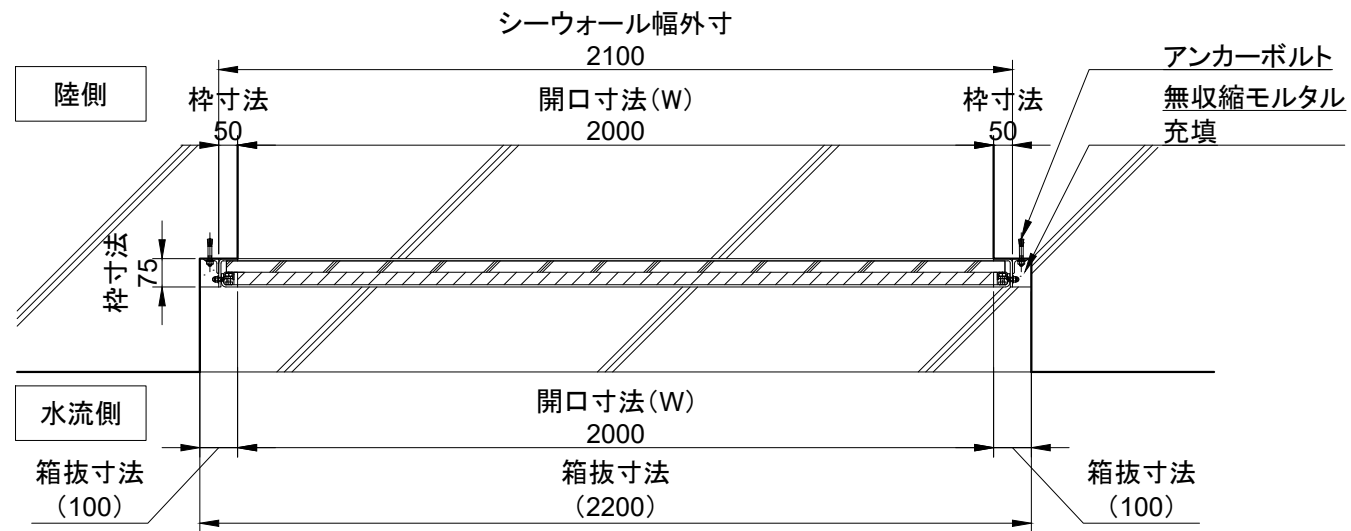 シーウォール幅外寸
2100
アンカーボルト
陸側
枠寸法
開口寸法(W)
枠寸法
無収縮モルタル
50
2000
50
充填
枠寸法
75
水流側
開口寸法(W)
2000
箱抜寸法
箱抜寸法
箱抜寸法
(100)
(2200)
(100)